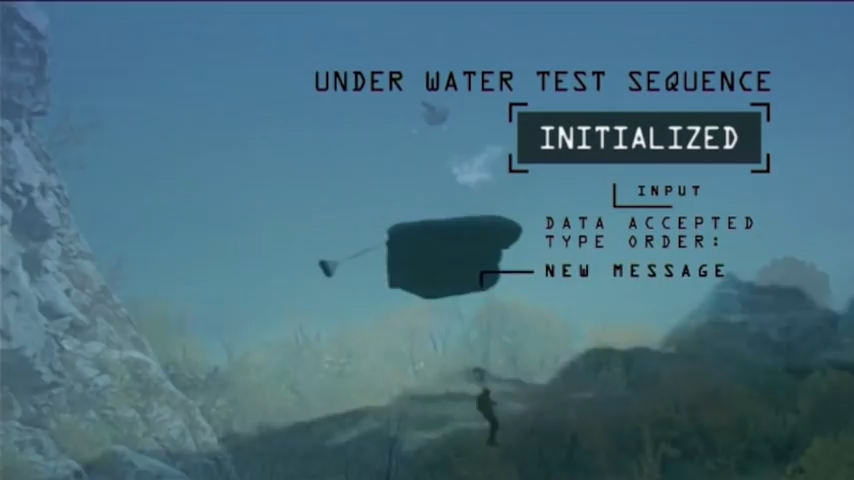 UNDER WATER TEST SEQUENCE
INITIALIZED
INPUT
DATA ACCEPTED
TYPE ORDER:
NEW MESSAGE